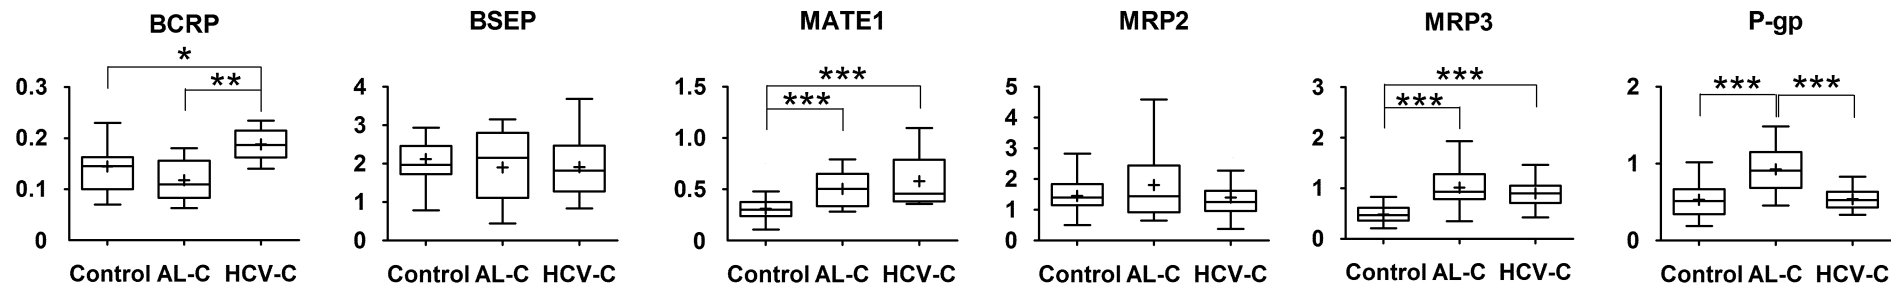 BCRP
*
**
0.3
0.2
0.1
0
Control AL-C HCV-C
BSEP
4
3
2
1
0
Control AL-C HCV-C
MATE1
***
***
1.5
1.0
0.5
0
Control AL-C HCV-C
MRP2
5
4
3
2
1
0
Control AL-C HCV-C
MRP3
***
***
3
2
1
0
Control AL-C HCV-C
P-gp
*** ***
2
1
0
Control AL-C HCV-C